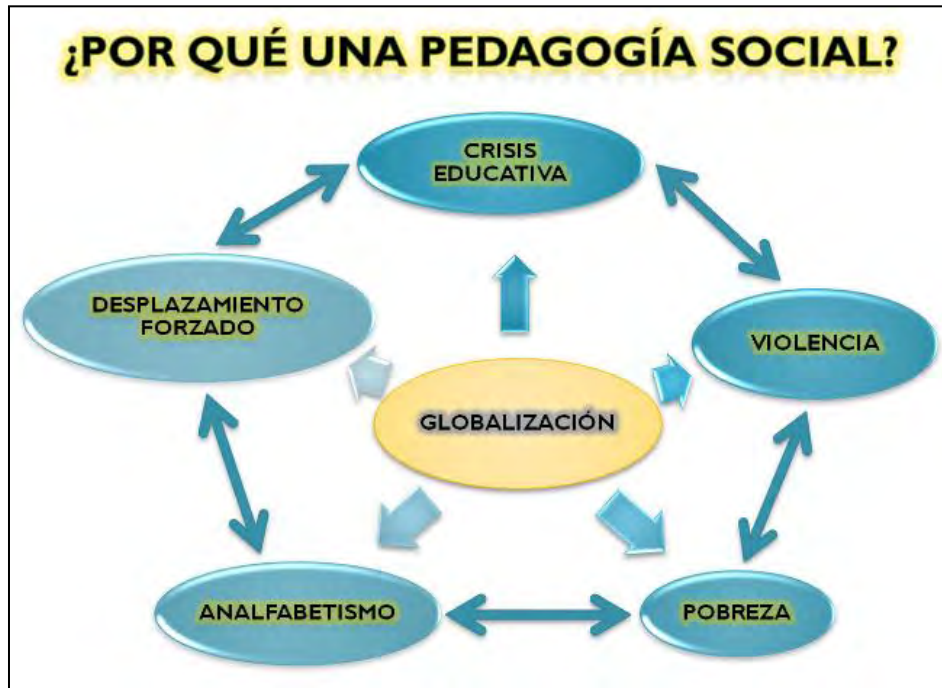 ¿POR QUÉ UNA PEDAGOGÍA SOCIAL?
CRISIS
EDUCATIVA
DESPLAZAMIENTO
FORZADO
VIOLENCIA
GLOBALIZACIÓN
ANALFABETISMO
POBREZA